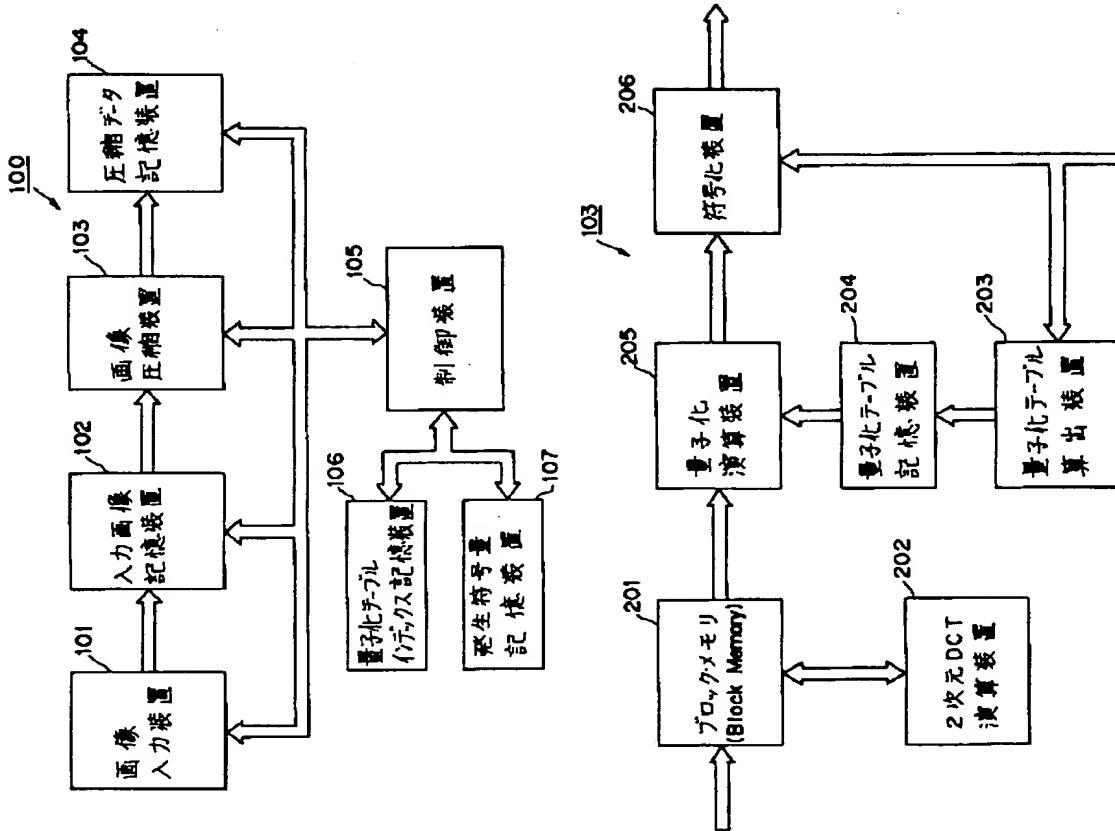 100
101
画像
入力装置
102
入力画像
記憶装置
103
画像
圧縮装置
104
圧縮データ
記憶装置
105
制御装置
106
量子化テーブル
インデックス記憶装置
107
発生符号量
記憶装置
103
201
ブロック・メモリ
(Block Memory)
202
2次元DCT
演算装置
205
量子化
演算装置
204
量子化テーブル
記憶装置
203
量子化テーブル
算出装置
206
符号化装置